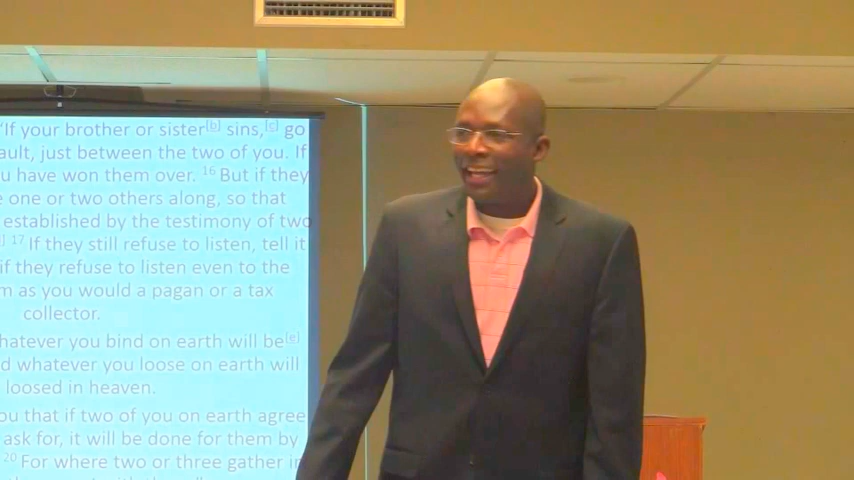 “If your brother or sister[b] sins,[c] go
ault, just between the two of you. If
u have won them over. 16 But if they
e one or two others along, so that
established by the testimony of two
17 If they still refuse to listen, tell it
if they refuse to listen even to the
m as you would a pagan or a tax
collector.
hatever you bind on earth will be[e]
d whatever you loose on earth will
loosed in heaven.
ou that if two of you on earth agree
ask for, it will be done for them by
20 For where two or three gather in